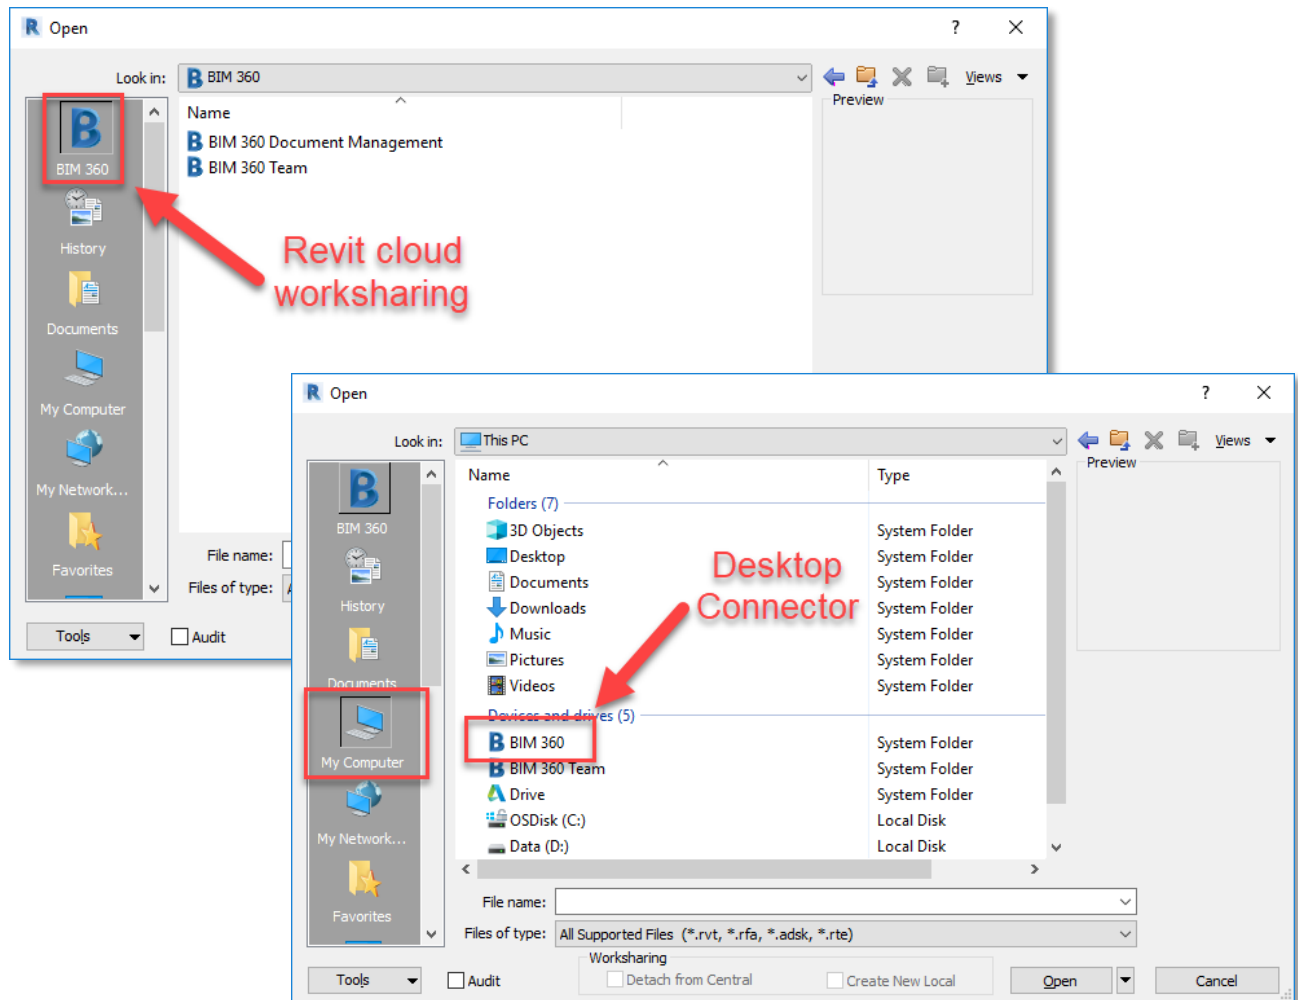 Open
?
Look in:
BIM 360
Views
Preview
Name
BIM 360 Document Management
BIM 360 Team
BIM 360
History
Documents
My Computer
My Network...
Favorites
Revit cloud
worksharing
File name:
Files of type:
Tools
Audit
Open
?
Look in:
This PC
Views
Preview
Name
Type
Folders (7)
3D Objects System Folder
Desktop System Folder
Documents System Folder
Downloads System Folder
Music System Folder
Pictures System Folder
Videos System Folder
Devices and drives (5)
BIM 360 System Folder
BIM 360 Team System Folder
Drive System Folder
OSDisk (C:) Local Disk
Data (D:) Local Disk
BIM 360
History
Documents
My Computer
My Network...
Favorites
Desktop
Connector
File name:
Files of type: All Supported Files (*.rvt, *.rfa, *.adsk, *.rte)
Worksharing
Tools
Audit
Detach from Central
Create New Local
Open
Cancel